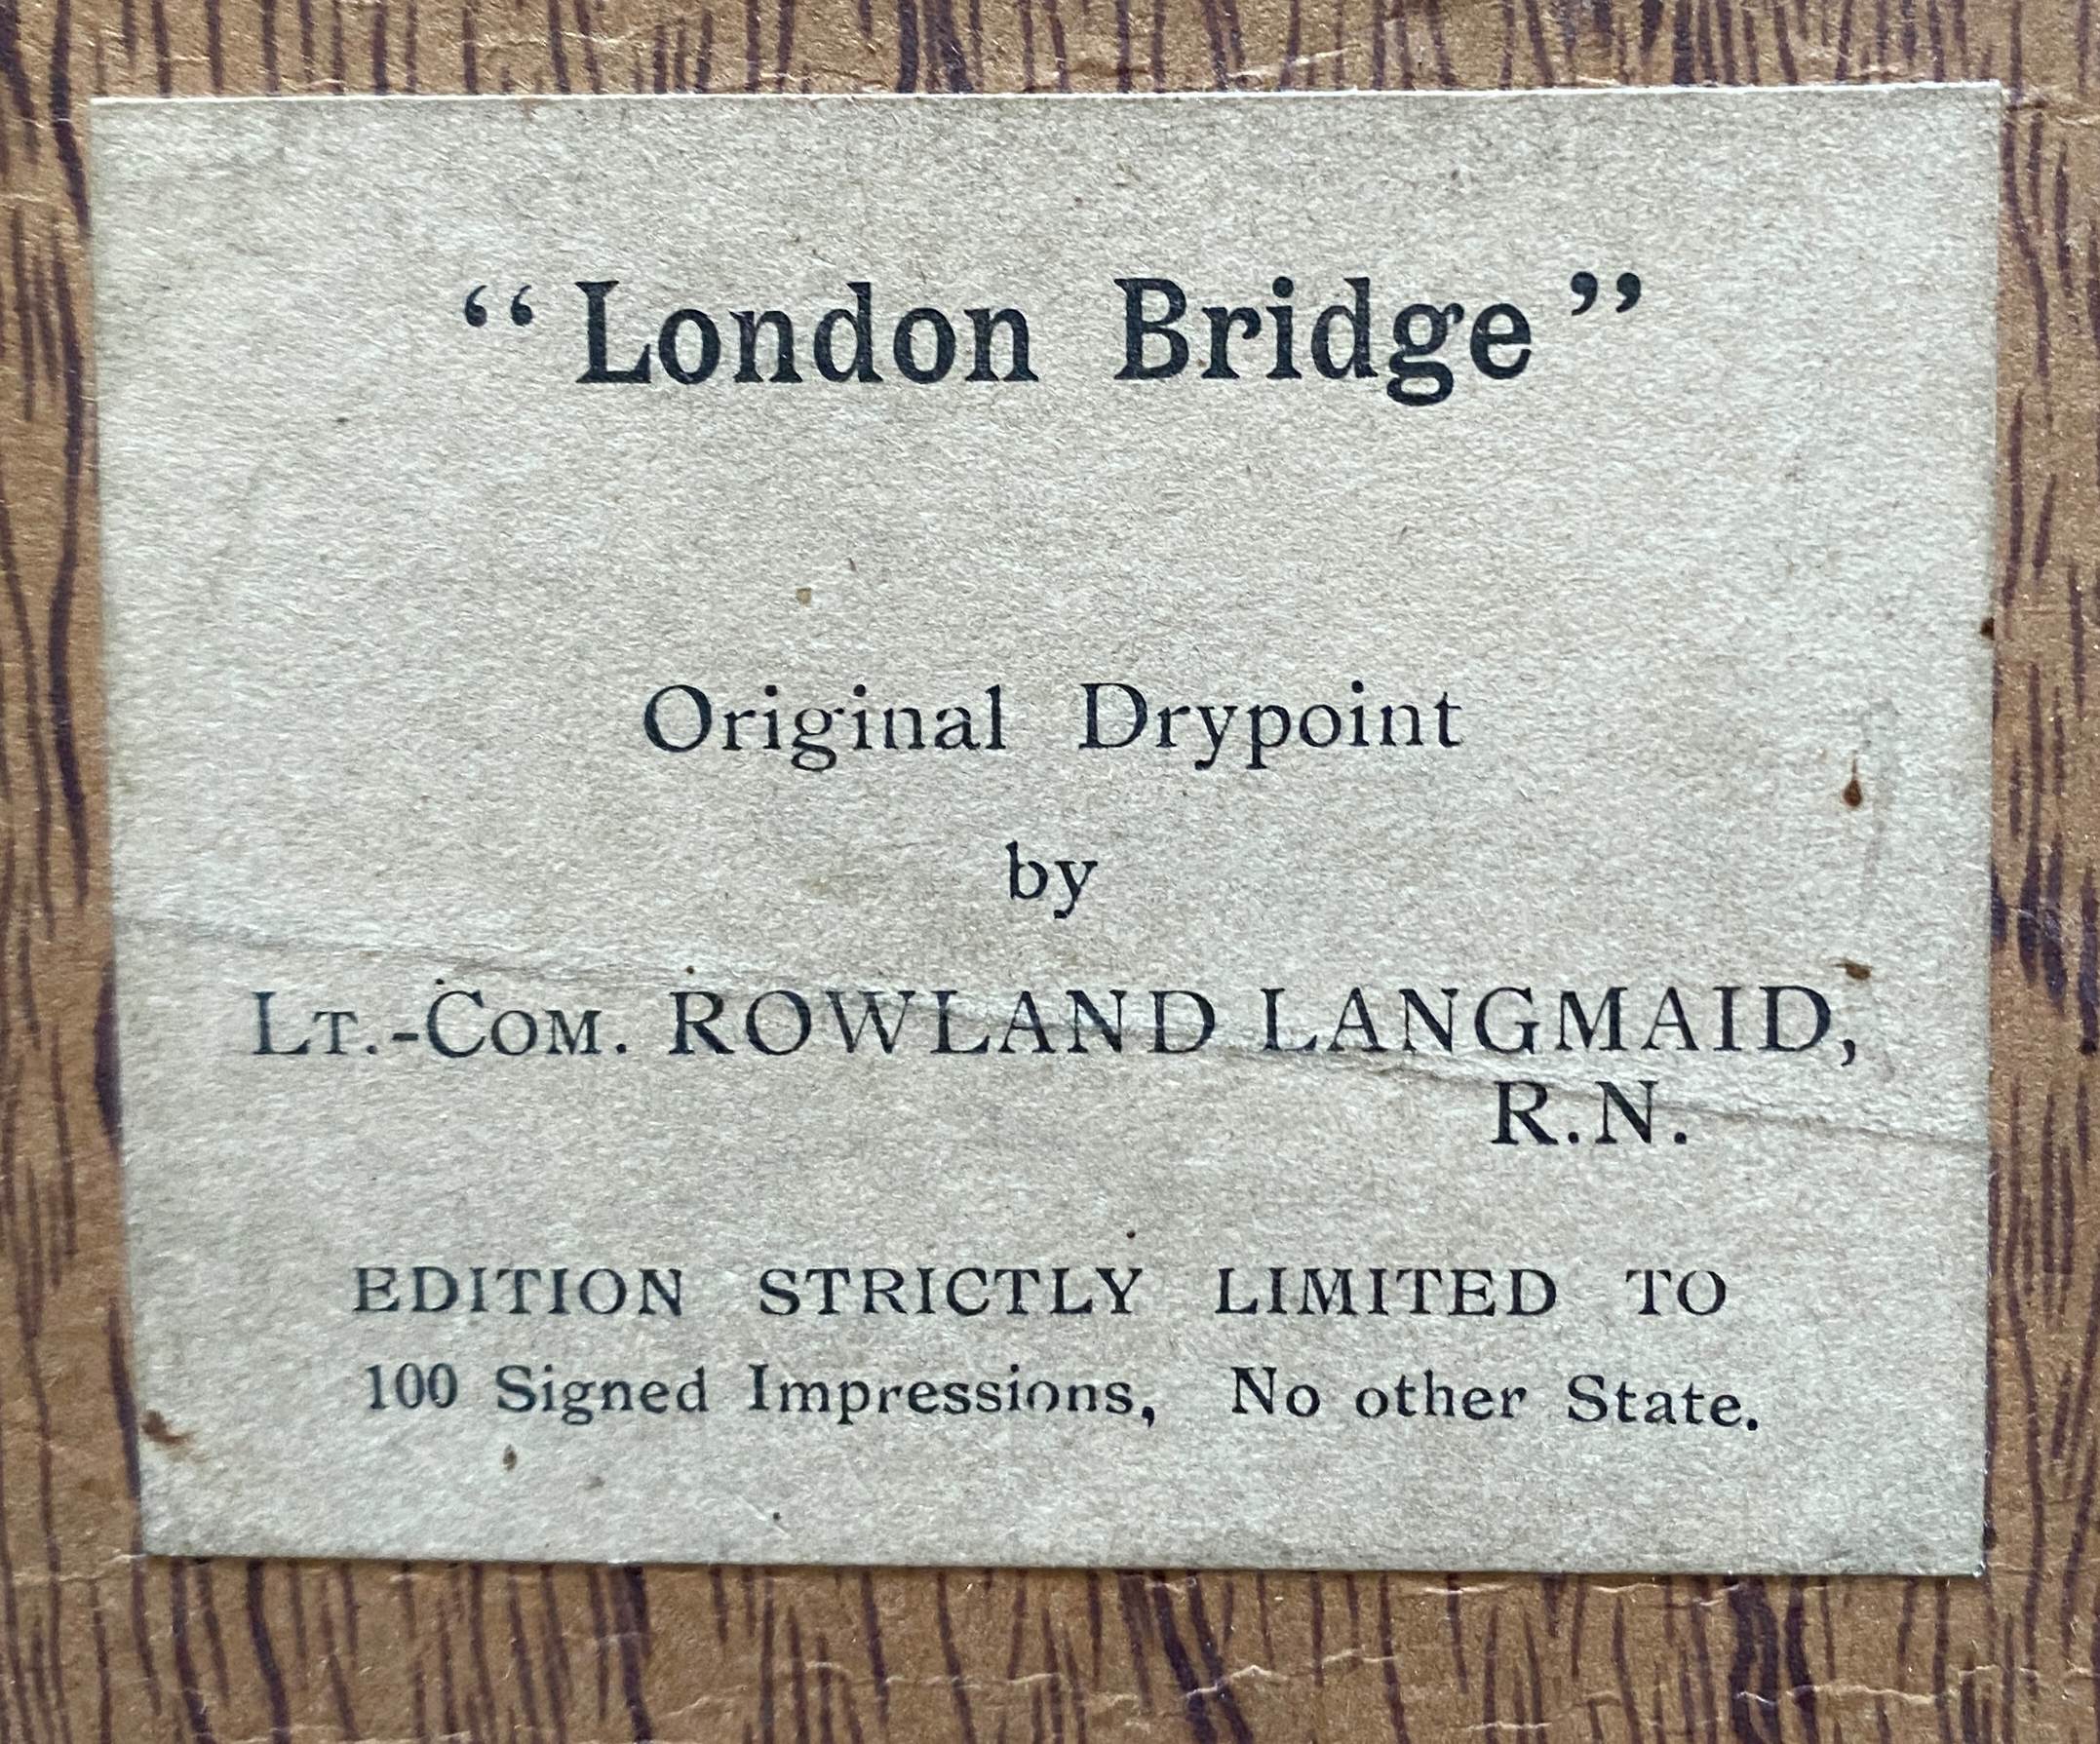 “London Bridge”
Original Drypoint
by
Lt.-Com. ROWLAND LANGMAID,
R.N.
EDITION STRICTLY LIMITED TO
100 Signed Impressions, No other State.